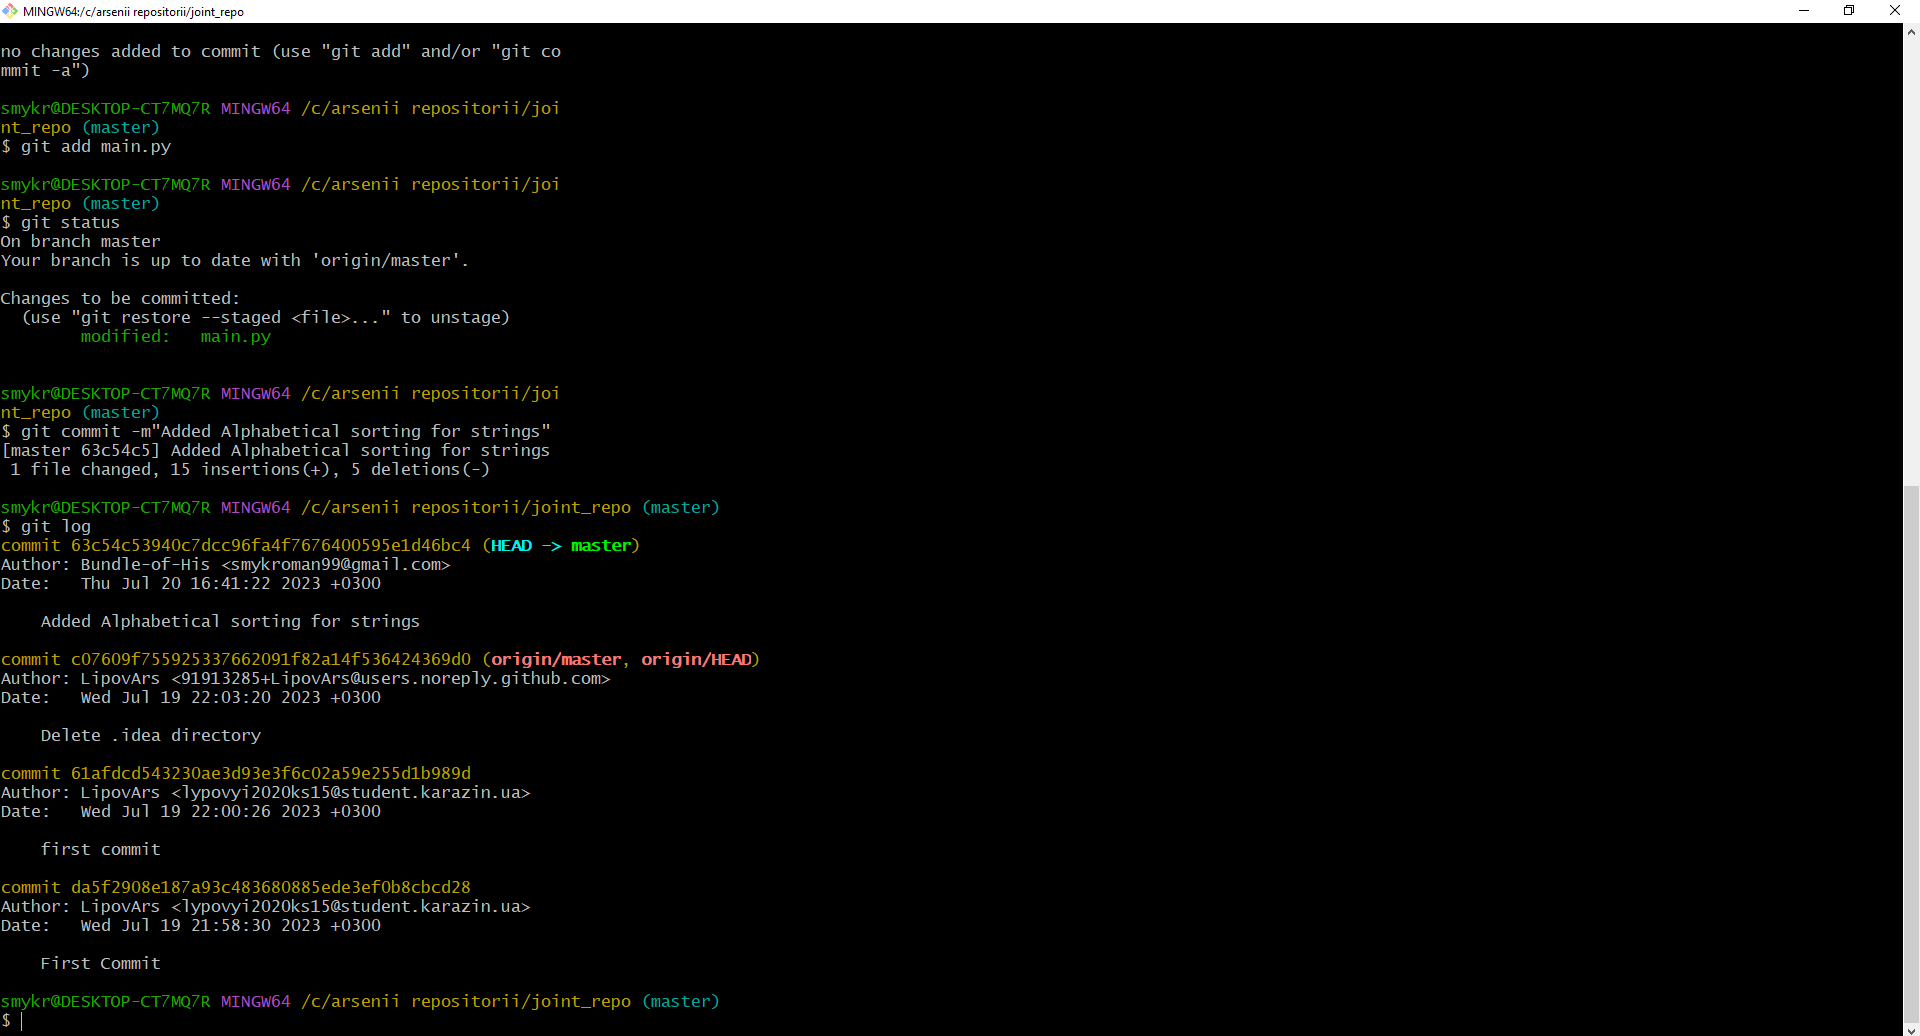 MINGW64:/c/arsenii repositorii/joint_repo
no changes added to commit (use "git add" and/or "git co
mmit -a")
smykr@DESKTOP-CT7MQ7R MINGW64 /c/arsenii repositorii/joi
nt_repo (master)
$ git add main.py
smykr@DESKTOP-CT7MQ7R MINGW64 /c/arsenii repositorii/joi
nt_repo (master)
$ git status
On branch master
Your branch is up to date with 'origin/master'.
Changes to be committed:
  (use "git restore --staged <file>..." to unstage)
        modified:   main.py
smykr@DESKTOP-CT7MQ7R MINGW64 /c/arsenii repositorii/joi
nt_repo (master)
$ git commit -m"Added Alphabetical sorting for strings"
[master 63c54c5] Added Alphabetical sorting for strings
 1 file changed, 15 insertions(+), 5 deletions(-)
smykr@DESKTOP-CT7MQ7R MINGW64 /c/arsenii repositorii/joint_repo (master)
$ git log
commit 63c54c53940c7dcc96fa4f7676400595e1d46bc4 (HEAD -> master)
Author: Bundle-of-His <smykroman99@gmail.com>
Date:   Thu Jul 20 16:41:22 2023 +0300
    Added Alphabetical sorting for strings
commit c07609f755925337662091f82a14f536424369d0 (origin/master, origin/HEAD)
Author: LipovArs <91913285+LipovArs@users.noreply.github.com>
Date:   Wed Jul 19 22:03:20 2023 +0300
    Delete .idea directory
commit 61afdcd543230ae3d93e3f6c02a59e255d1b989d
Author: LipovArs <lypovyi2020ks15@student.karazin.ua>
Date:   Wed Jul 19 22:00:26 2023 +0300
    first commit
commit da5f2908e187a93c483680885ede3ef0b8cbcd28
Author: LipovArs <lypovyi2020ks15@student.karazin.ua>
Date:   Wed Jul 19 21:58:30 2023 +0300
    First Commit
smykr@DESKTOP-CT7MQ7R MINGW64 /c/arsenii repositorii/joint_repo (master)
$